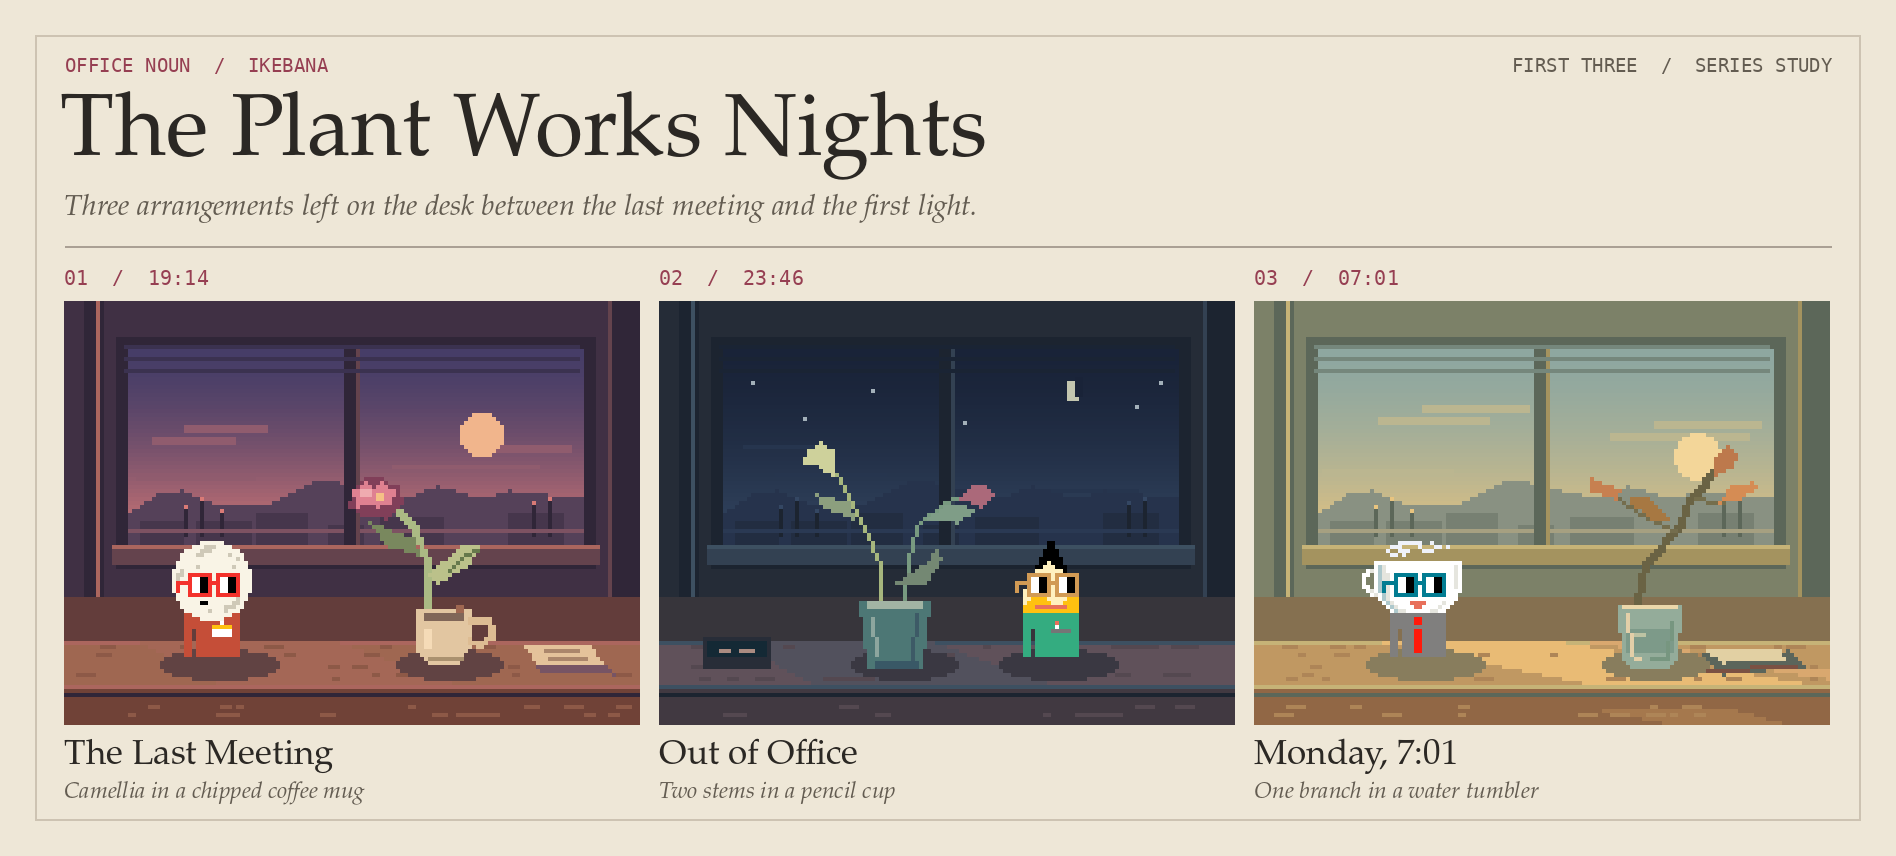 OFFICE NOUN / IKEBANA
FIRST THREE / SERIES STUDY
The Plant Works Nights
Three arrangements left on the desk between the last meeting and the first light.
01 / 19:14
02 / 23:46
03 / 07:01
The Last Meeting
Camellia in a chipped coffee mug
Out of Office
Two stems in a pencil cup
Monday, 7:01
One branch in a water tumbler